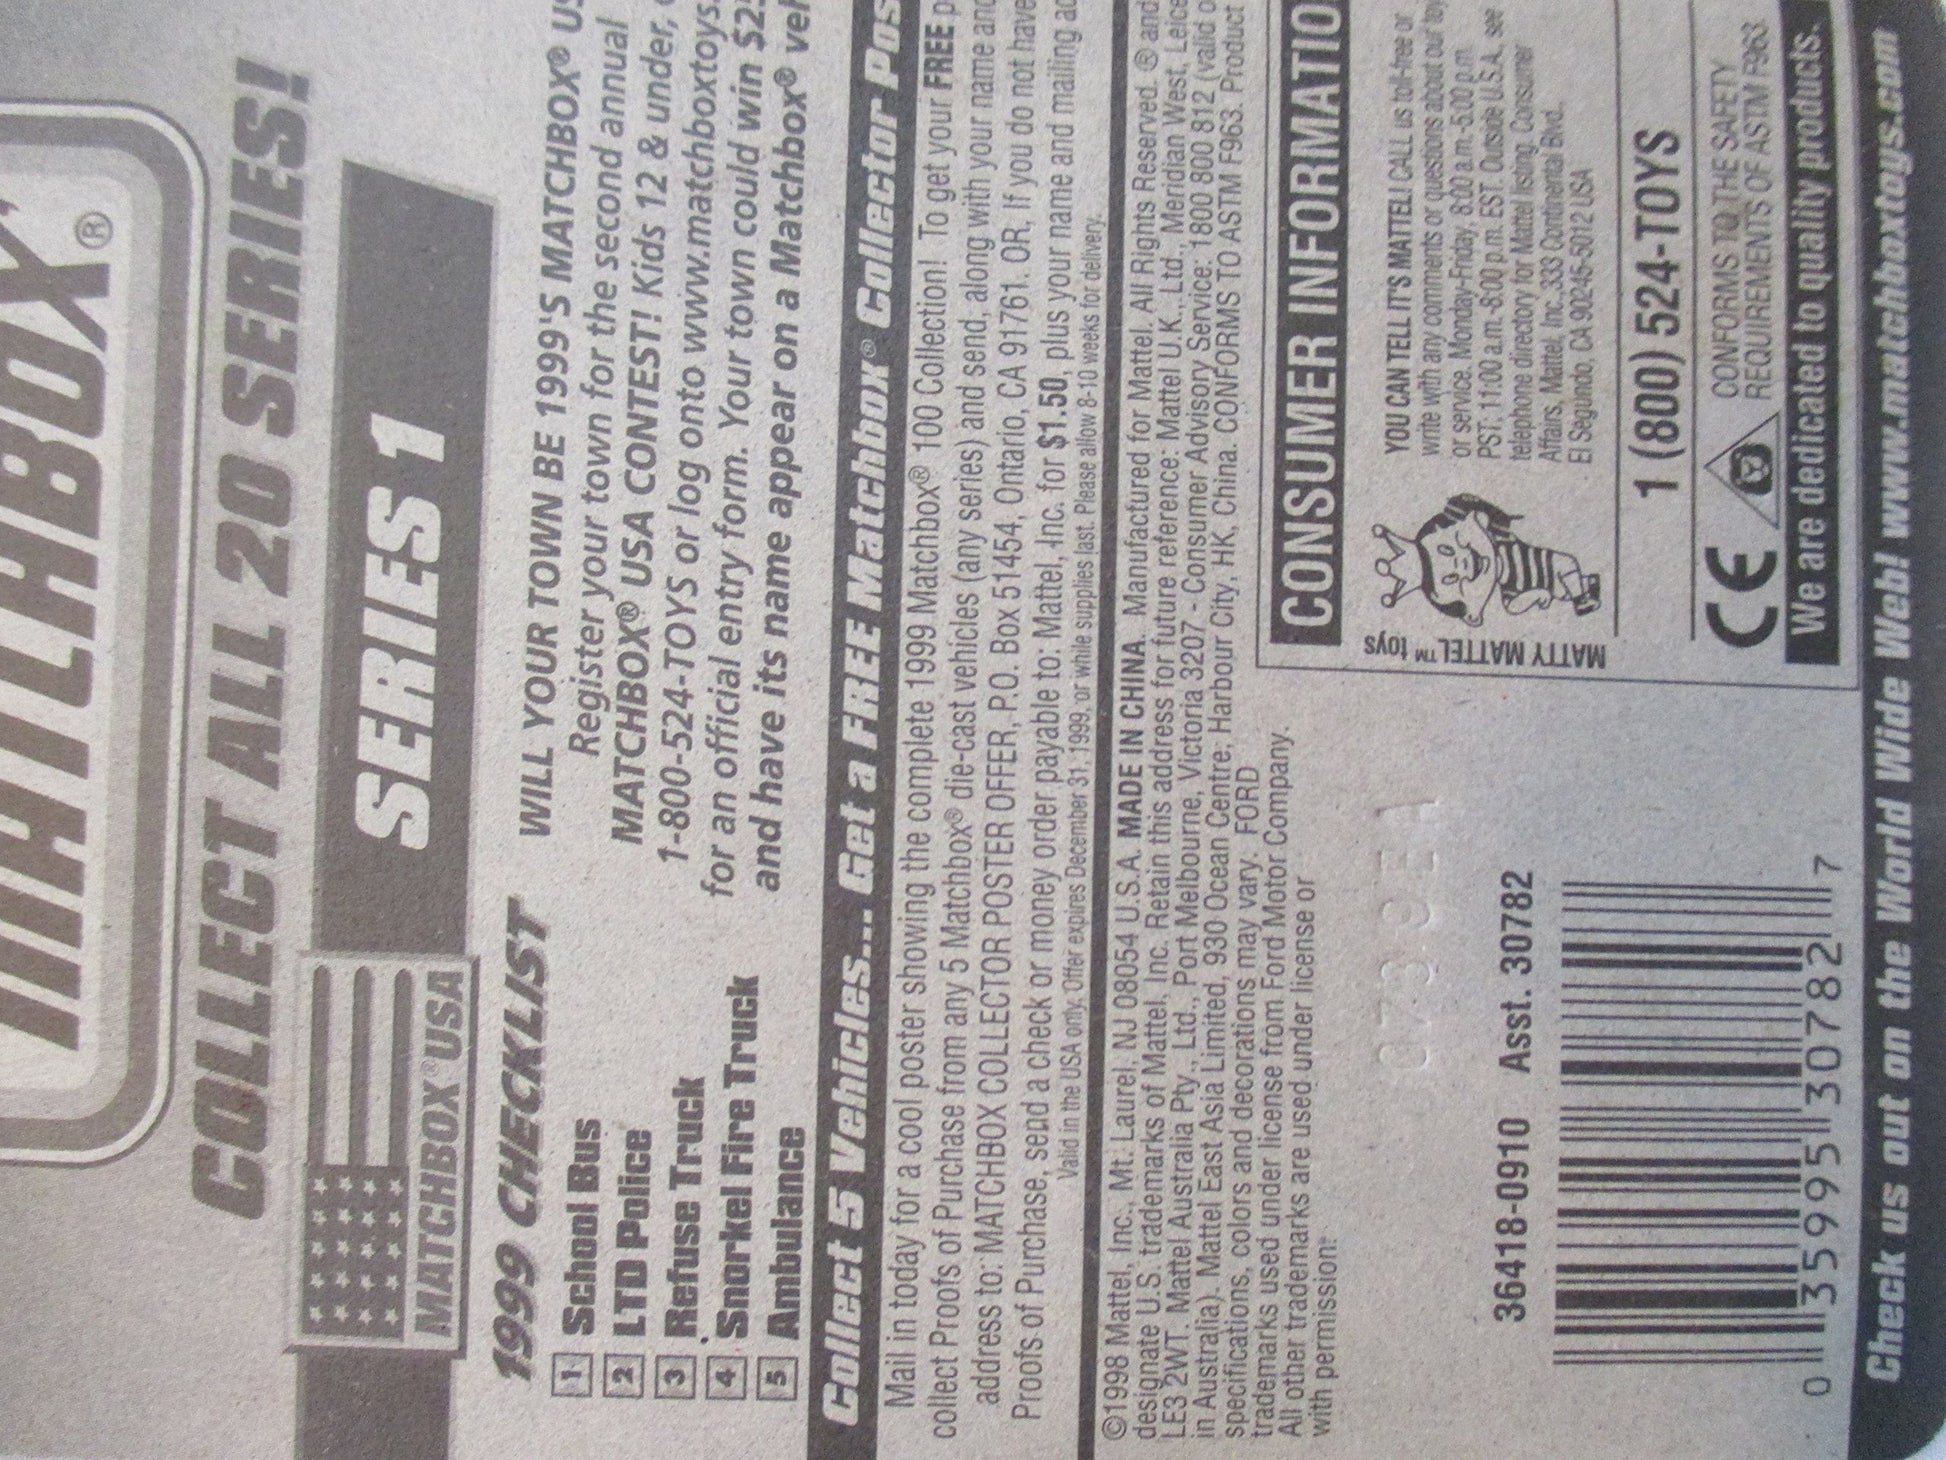 MATCHBOX®
COLLECT ALL 20 SERIES!
MATCHBOX® USA
SERIES 1
1999 CHECKLIST
1 School Bus
2 LTD Police
3 Refuse Truck
4 Snorkel Fire Truck
5 Ambulance
WILL YOUR TOWN BE 1999'S MATCHBOX®
Register your town for the second annual
MATCHBOX® USA CONTEST! Kids 12 & under,
1-800-524-TOYS or log onto www.matchboxtoys.
for an official entry form. Your town could win
and have its name appear on a Matchbox®
Collect 5 Vehicles... Get a FREE Matchbox® Collector
Mail in today for a cool poster showing the complete 1999 Matchbox® 100 Collection! To get your FREE
collect Proofs of Purchase from any 5 Matchbox® die-cast vehicles (any series) and send, along with your name and
address to: MATCHBOX COLLECTOR POSTER OFFER, P.O. Box 51454, Ontario, CA 91761. OR, If you do not have
Proofs of Purchase, send a check or money order payable to: Mattel, Inc. for $1.50, plus your name and mailing
Valid in the USA only. Offer expires December 31, 1999, or while supplies last. Please allow 8-10 weeks for delivery.
©1998 Mattel, Inc., Mt. Laurel, NJ 08054 U.S.A. MADE IN CHINA. Manufactured for Mattel. All Rights Reserved. ® and
designate U.S. trademarks of Mattel, Inc. Retain this address for future reference: Mattel U.K., Ltd., Meridian West,
LE3 2WT. Mattel Australia Pty., Ltd., Port Melbourne, Victoria 3207 - Consumer Advisory Service: 1800 800 812 (valid
in Australia). Mattel East Asia Limited, 930 Ocean Centre, Harbour City, HK, China. CONFORMS TO ASTM F963. Product
specifications, colors and decorations may vary. FORD
trademarks used under license from Ford Motor Company.
All other trademarks are used under license or
with permission.
36418-0910 Asst. 30782
0 35995 30782 7
CONSUMER INFORMATIO
MATTY MATTEL™ toys
YOU CAN TELL IT'S MATTEL! CALL us toll-free or
write with any comments or questions about our
or service. Monday-Friday, 8:00 a.m.-5:00 p.m.
PST; 11:00 a.m.-8:00 p.m. EST. Outside U.S.A. see
telephone directory for Mattel listing. Consumer
Affairs, Mattel, Inc., 333 Continental Blvd.
El Segundo, CA 90245-5012 USA
1 (800) 524-TOYS
CE
CONFORMS TO THE SAFETY
REQUIREMENTS OF ASTM F963.
We are dedicated to quality products.
Check us out on the World Wide Web! www.matchboxtoys.com